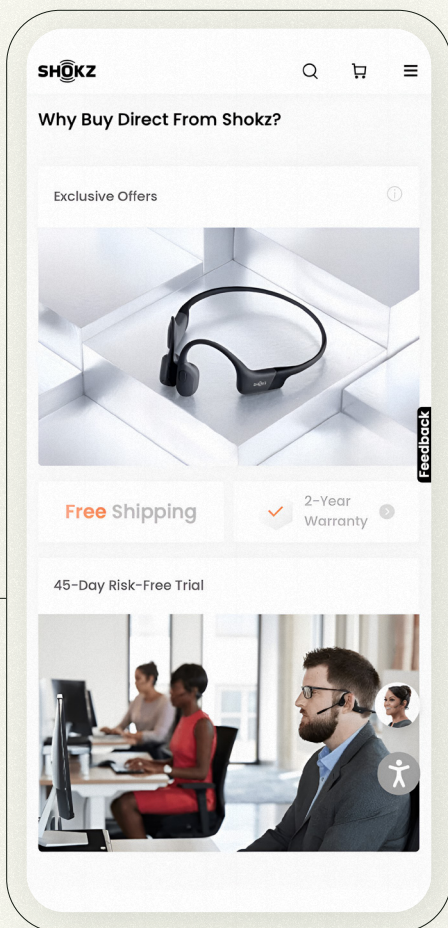 SHOKZ
Why Buy Direct From Shokz?
Exclusive Offers
SHOKZ
Feedback
Free Shipping
2-Year
Warranty
45-Day Risk-Free Trial